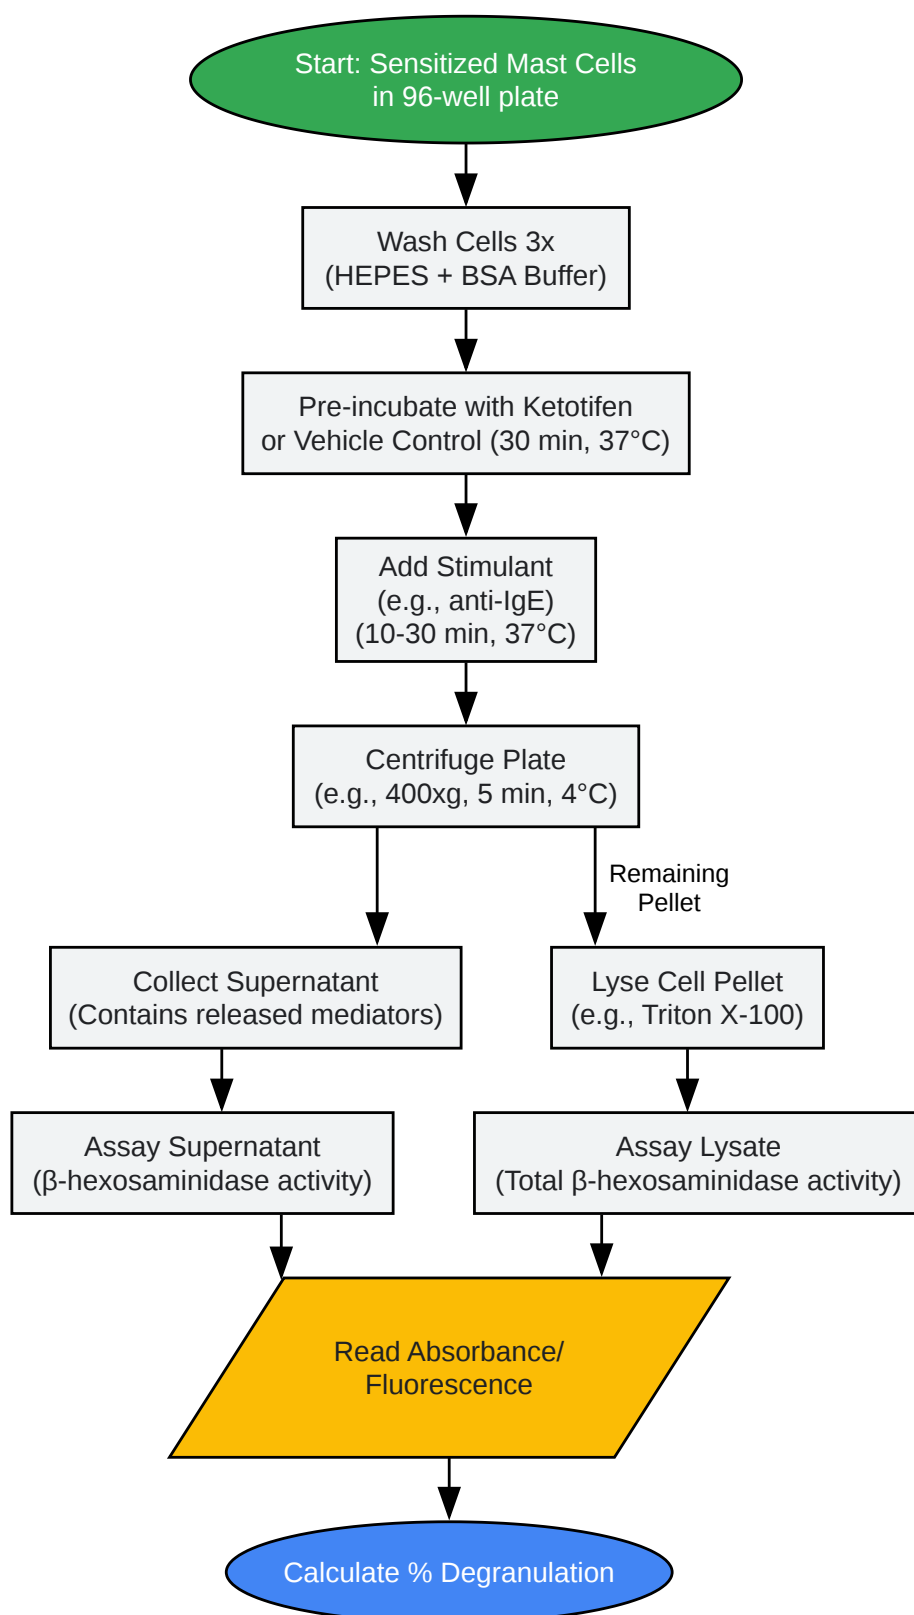 Start: Sensitized Mast Cells
in 96-well plate
Wash Cells 3x
(HEPES + BSA Buffer)
Pre-incubate with Ketotifen
or Vehicle Control (30 min, 37°C)
Add Stimulant
(e.g., anti-IgE)
(10-30 min, 37°C)
Centrifuge Plate
(e.g., 400xg, 5 min, 4°C)
Remaining
Pellet
Collect Supernatant
(Contains released mediators)
Lyse Cell Pellet
(e.g., Triton X-100)
Assay Supernatant
(β-hexosaminidase activity)
Assay Lysate
(Total β-hexosaminidase activity)
Read Absorbance/
Fluorescence
Calculate % Degranulation